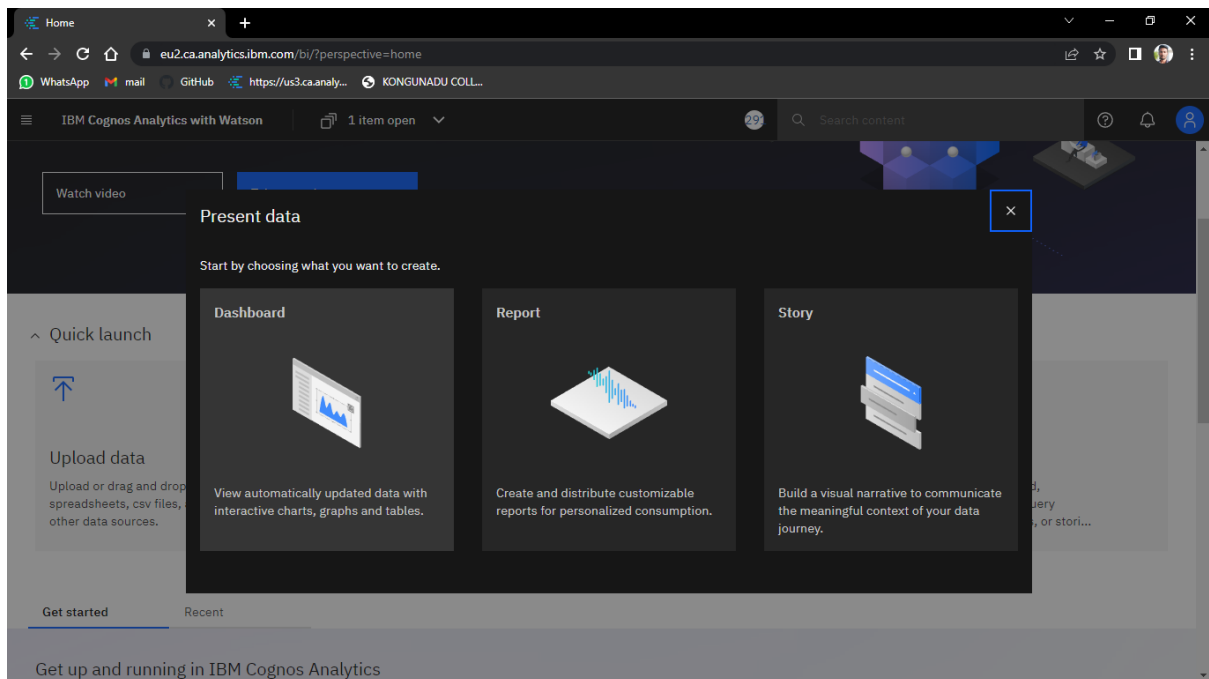 Home
eu2.ca.analytics.ibm.com/bi/?perspective=home
WhatsApp mail GitHub https://us3.ca.analy... KONGUNADU COLL...
IBM Cognos Analytics with Watson 1 item open Search content
Watch video
Present data
Start by choosing what you want to create.
Dashboard
View automatically updated data with
interactive charts, graphs and tables.
Report
Create and distribute customizable
reports for personalized consumption.
Story
Build a visual narrative to communicate
the meaningful context of your data
journey.
Quick launch
Upload data
Upload or drag and drop
spreadsheets, csv files,
other data sources.
, or stori...
Get started Recent
Get up and running in IBM Cognos Analytics